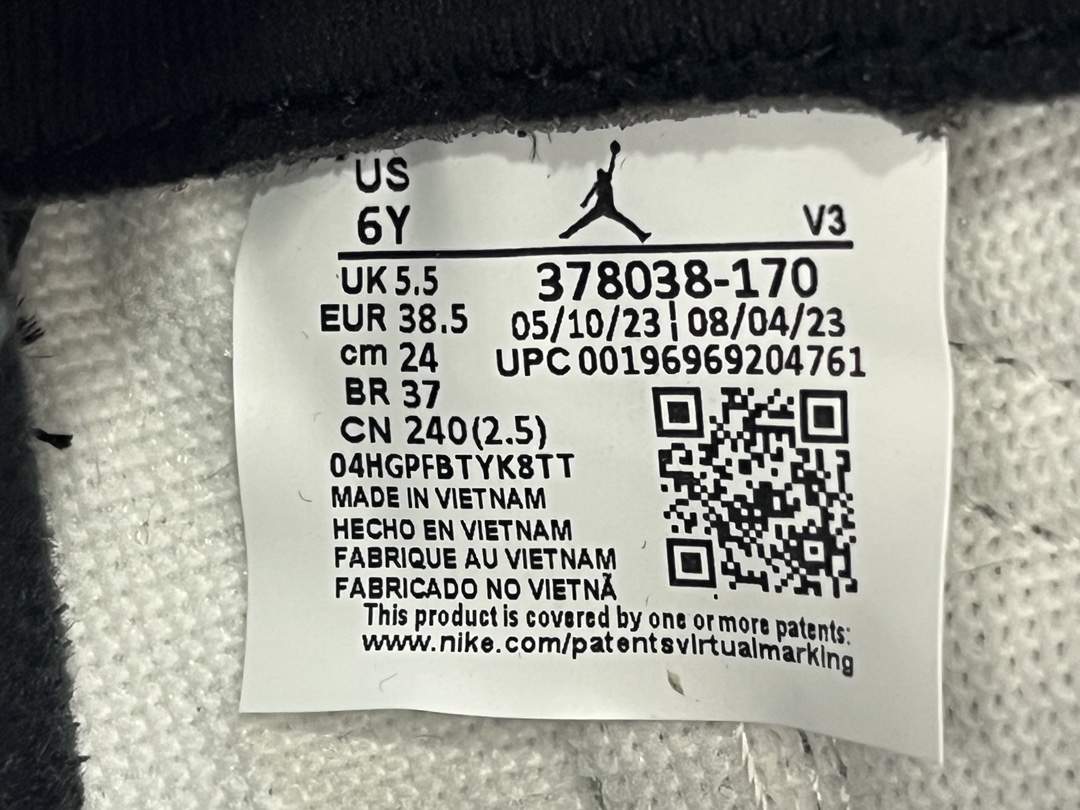 US
6Y
V3
UK 5.5
378038-170
EUR 38.5
05/10/23 | 08/04/23
cm 24
UPC 00196969204761
BR 37
CN 240(2.5)
04HGPFBTYK8TT
MADE IN VIETNAM
HECHO EN VIETNAM
FABRIQUE AU VIETNAM
FABRICADO NO VIETNÃ
This product is covered by one or more patents:
www.nike.com/patentsvirtualmarking